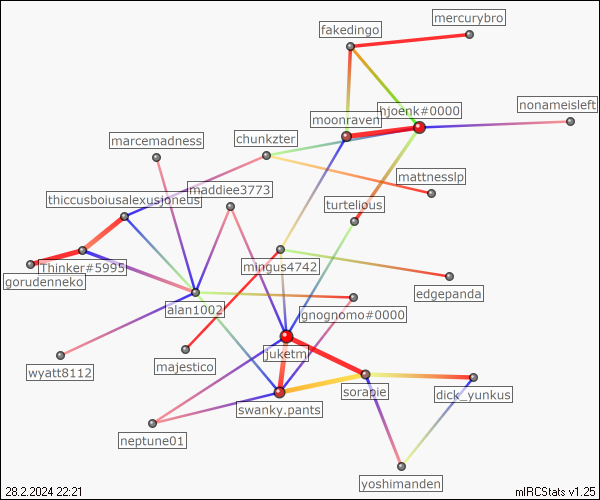 mercurybro
fakedingo
nonameisleft
hjoenk#0000
moonraven
marcemadness
chunkzter
mattnesslp
maddiee3773
thiccusboiusalexusjoneus
turtelious
Thinker#5995
mingus4742
gorudenneko
edgepanda
alan1002
gnognomo#0000
juketm
majestico
wyatt8112
sorapie
dick_yunkus
swanky.pants
neptune01
yoshimanden
28.2.2024 22:21
mIRCStats v1.25